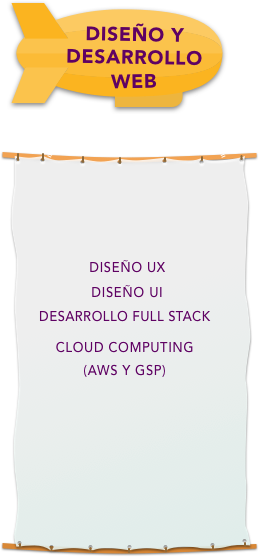 DISEÑO Y
DESARROLLO
WEB
DISEÑO UX
DISEÑO UI
DESARROLLO FULL STACK
CLOUD COMPUTING
(AWS Y GSP)